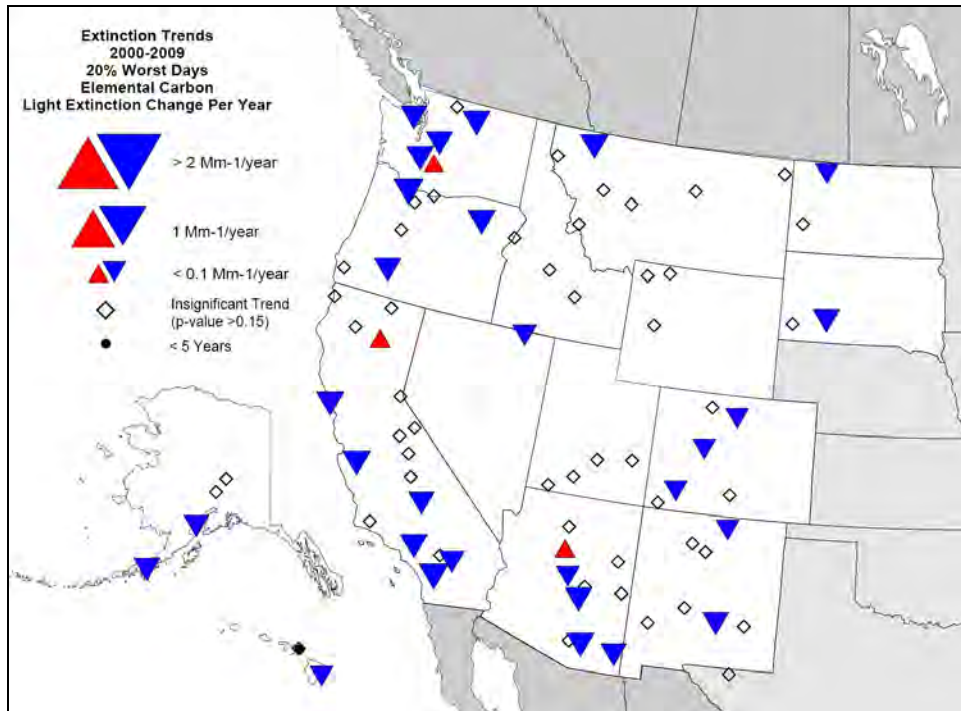 Extinction Trends
2000-2009
20% Worst Days
Elemental Carbon
Light Extinction Change Per Year
> 2 Mm-1/year
1 Mm-1/year
< 0.1 Mm-1/year
Insignificant Trend
(p-value >0.15)
< 5 Years